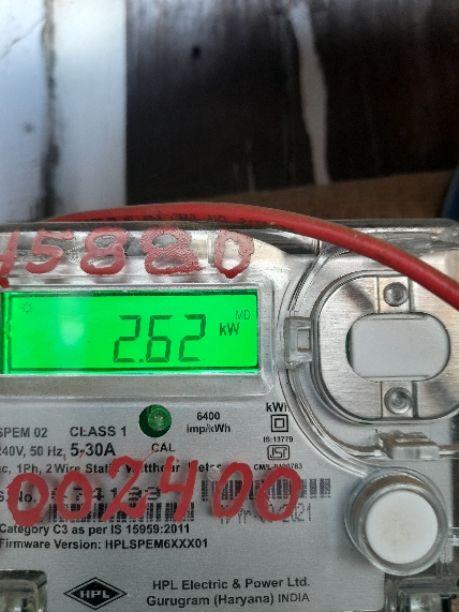 45880
MD
2.62 kW
SPEM 02 CLASS 1 6400 imp/kWh kWh
240V, 50 Hz, 5-30A CAL IS:13779
ac, 1Ph, 2 Wire Static Watthour Meter
002400
S.No.
Category C3 as per IS 15959:2011
Firmware Version: HPLSPEM6XXX01
HPL HPL Electric & Power Ltd.
Gurugram (Haryana) INDIA